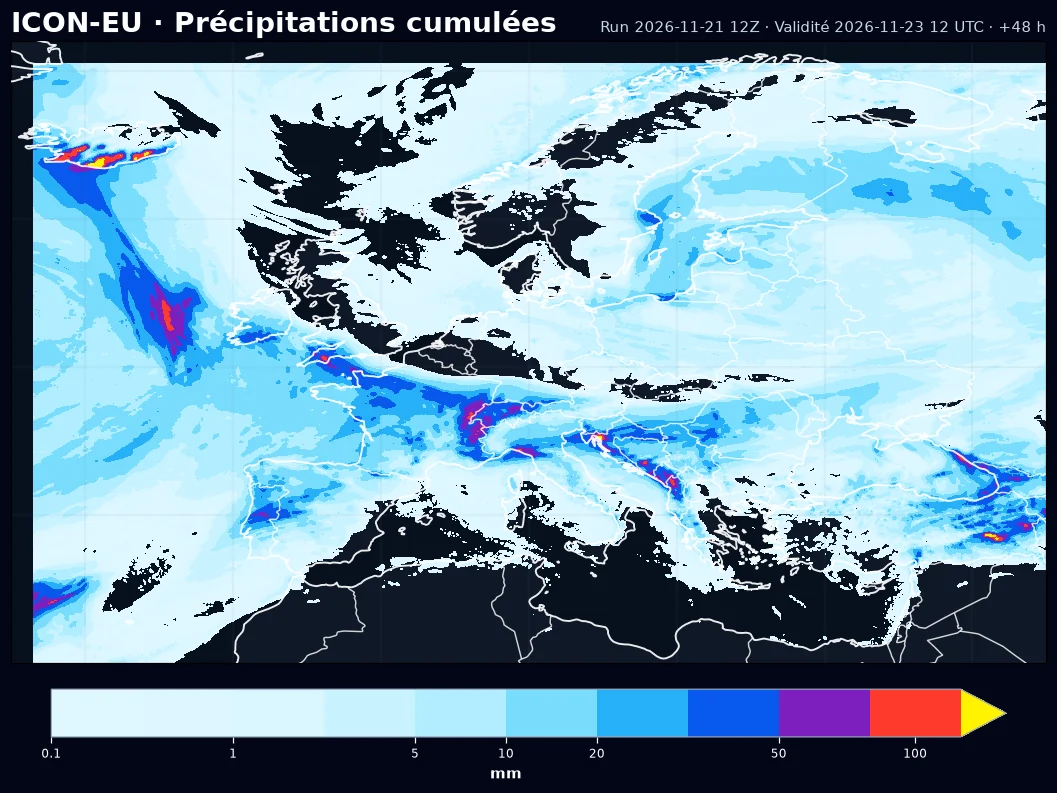 ICON-EU · Précipitations cumulées
Run 2026-11-21 12Z · Validité 2026-11-23 12 UTC · +48 h
0.1 1 5 10 20 50 100
mm